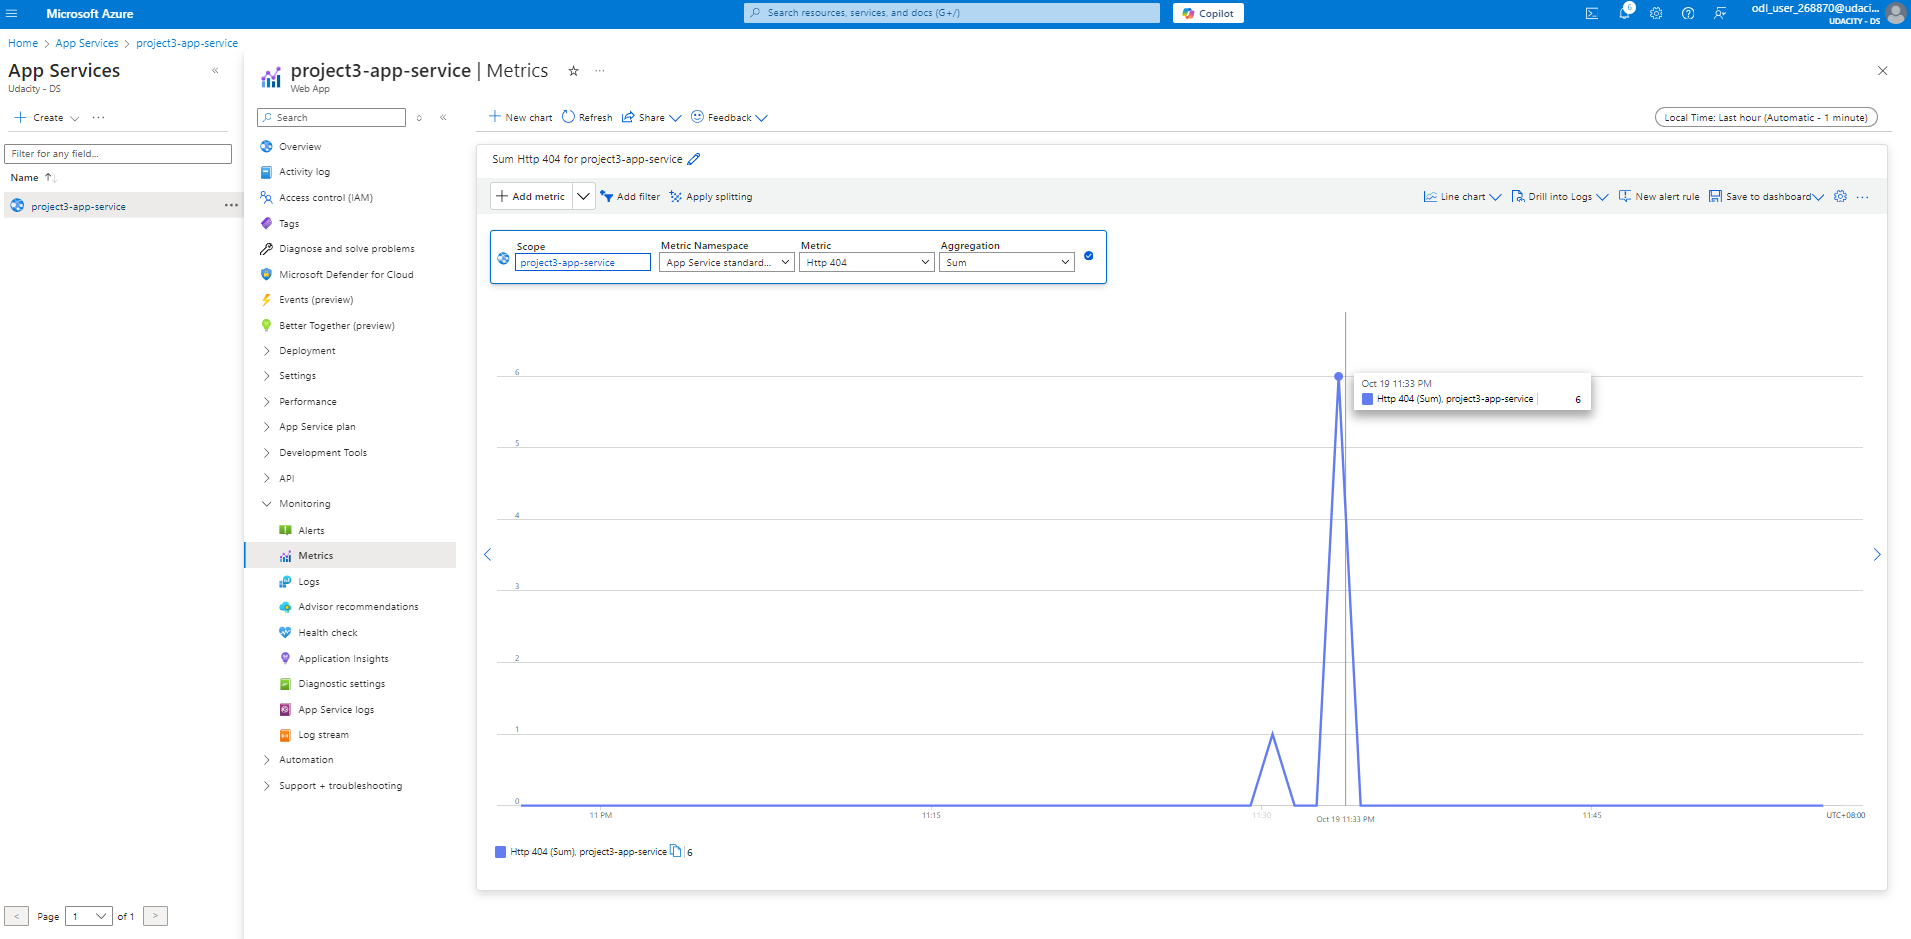 Microsoft Azure
Search resources, services, and docs (G+/)
Copilot
6
odl_user_268870@udaci...
UDACITY - DS
Home > App Services > project3-app-service
App Services
Udacity - DS
Create
Filter for any field...
Name
project3-app-service
Page 1 of 1
project3-app-service | Metrics
Web App
Search
Overview
Activity log
Access control (IAM)
Tags
Diagnose and solve problems
Microsoft Defender for Cloud
Events (preview)
Better Together (preview)
Deployment
Settings
Performance
App Service plan
Development Tools
API
Monitoring
Alerts
Metrics
Logs
Advisor recommendations
Health check
Application Insights
Diagnostic settings
App Service logs
Log stream
Automation
Support + troubleshooting
New chart Refresh Share Feedback
Local Time: Last hour (Automatic - 1 minute)
Sum Http 404 for project3-app-service
Add metric Add filter Apply splitting
Line chart Drill into Logs New alert rule Save to dashboard
Scope Metric Namespace Metric Aggregation
project3-app-service App Service standard... Http 404 Sum
6
Oct 19 11:33 PM
Http 404 (Sum), project3-app-service 6
5
4
3
2
1
0
11 PM 11:15 11:30 Oct 19 11:33 PM 11:45 UTC+08:00
Http 404 (Sum), project3-app-service 6